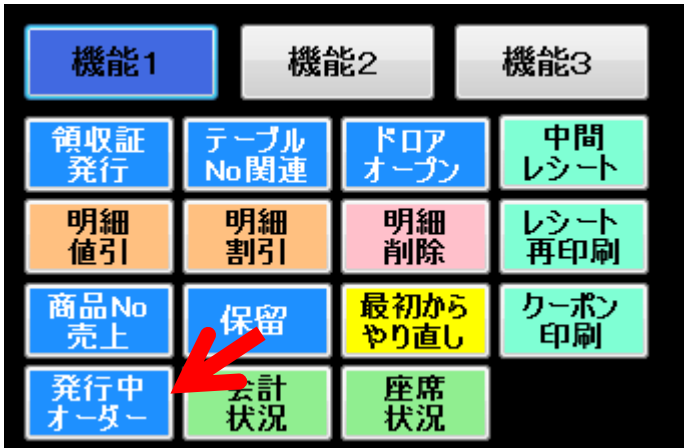 機能1
機能2
機能3
領収証
発行
テーブル
No関連
ドロア
オープン
中間
レシート
明細
値引
明細
割引
明細
削除
レシート
再印刷
商品No
売上
保留
最初から
やり直し
クーポン
印刷
発行中
オーダー
会計
状況
座席
状況